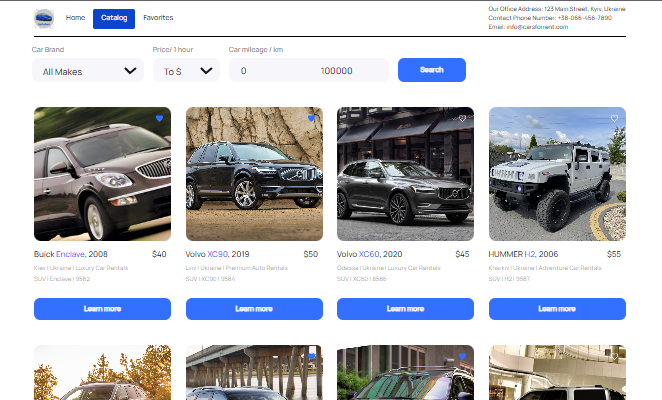 Home Catalog Favorites
Our Office Address: 123 Main Street, Kyiv, Ukraine
Contact Phone Number: +38-066-456-7890
Email: info@carsforrent.com
Car Brand Price/ 1 hour Car mileage / km
All Makes To $ 0 100000 Search
Buick Enclave, 2008 $40
Kiev | Ukraine | Luxury Car Rentals
SUV | Enclave | 9582
Learn more
Volvo XC90, 2019 $50
Lviv | Ukraine | Premium Auto Rentals
SUV | XC90 | 9584
Learn more
Volvo XC60, 2020 $45
Odessa | Ukraine | Luxury Car Rentals
SUV | XC60 | 9586
Learn more
HUMMER H2, 2006 $55
Kharkiv | Ukraine | Adventure Car Rentals
SUV | H2 | 9587
Learn more